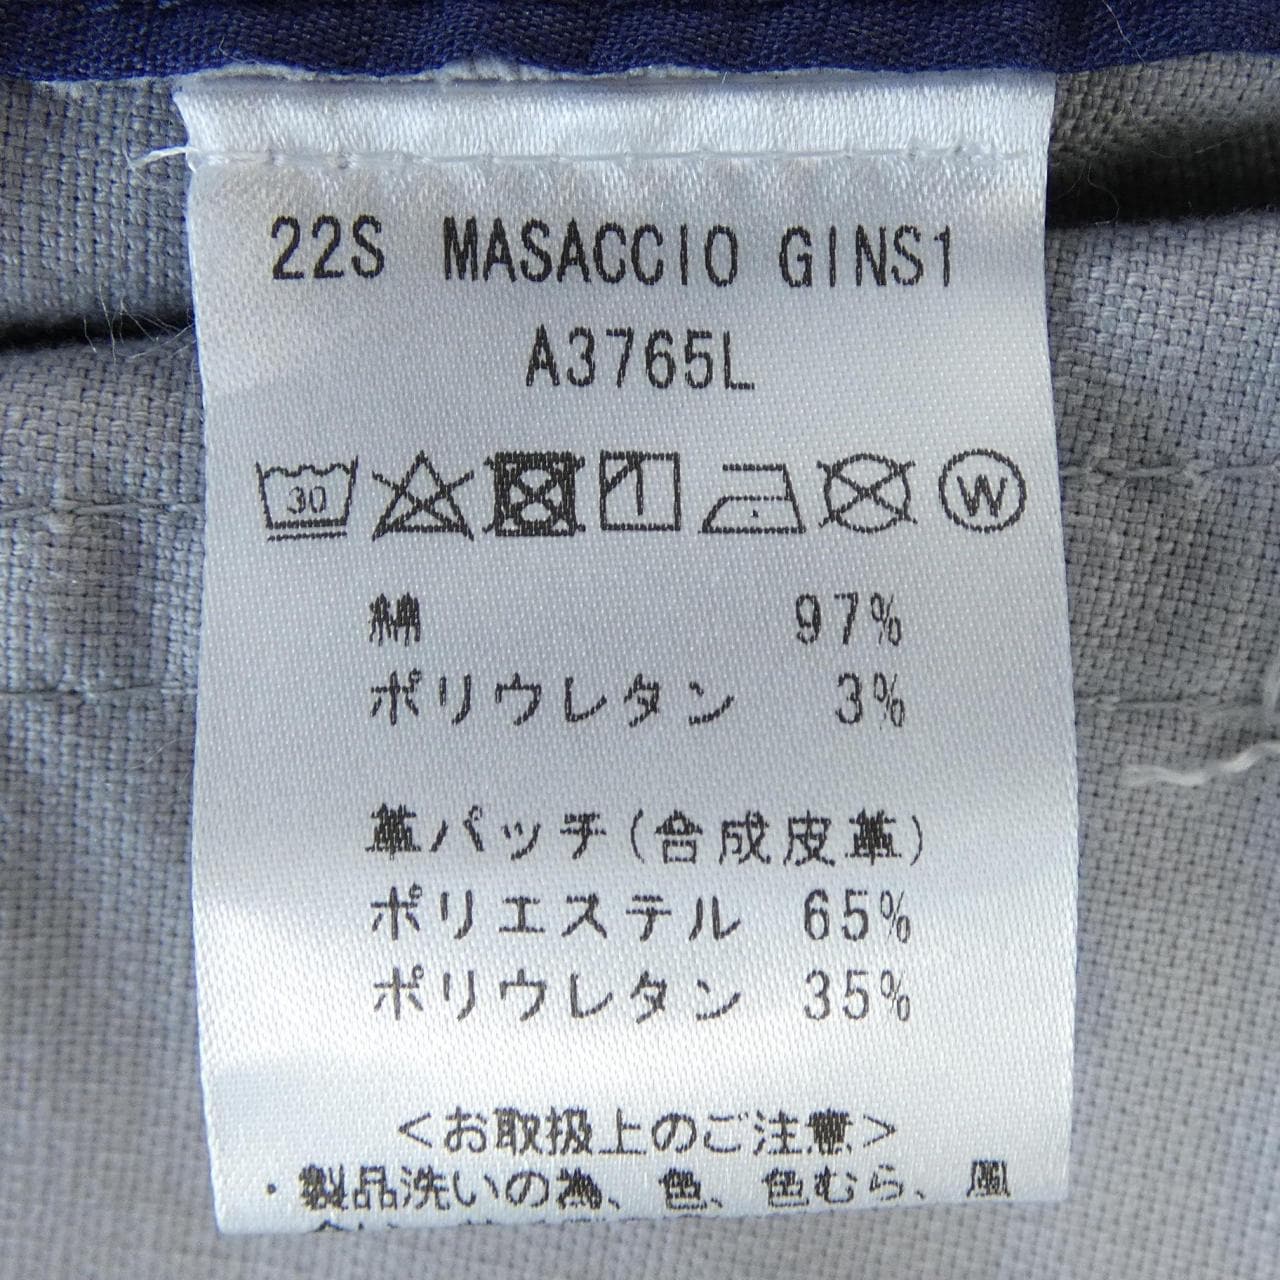 22S MASACCIO GINS1
A3765L
30 W
綿 97%
ポリウレタン 3%
革パッチ(合成皮革)
ポリエステル 65%
ポリウレタン 35%
<お取扱上のご注意>
・製品洗いの為、色、色むら、風